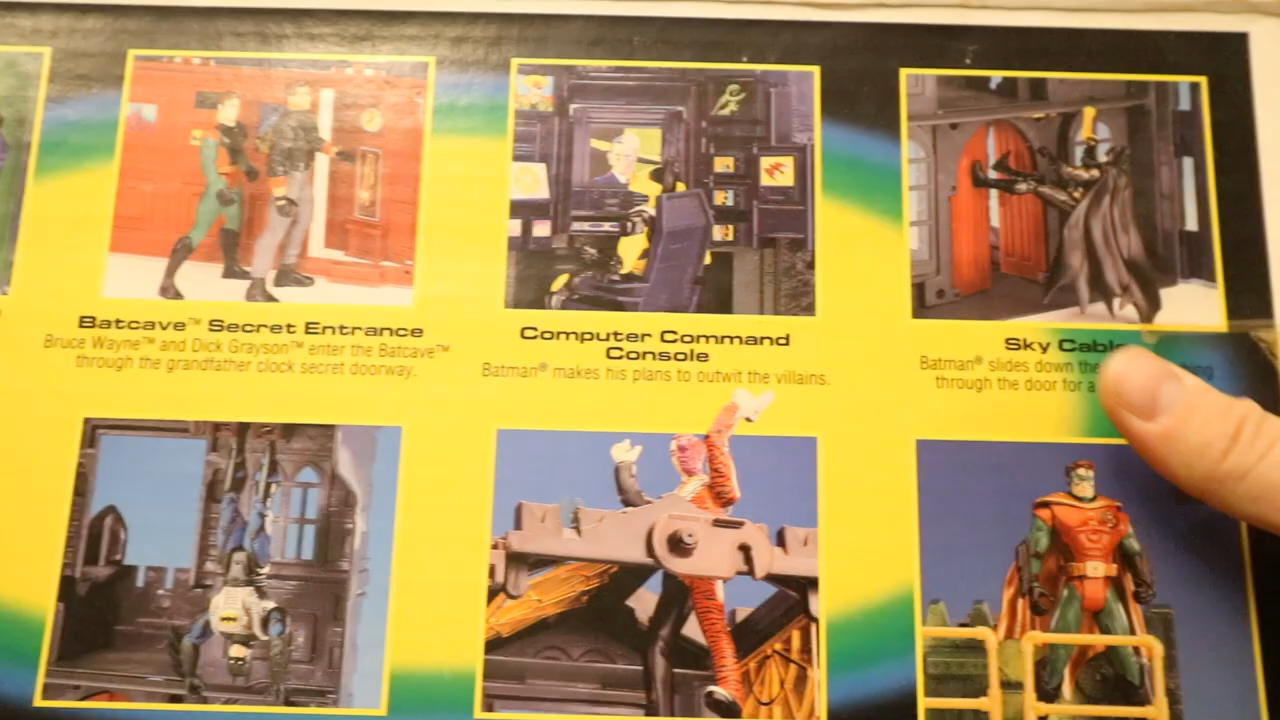 Batcave™ Secret Entrance
Bruce Wayne™ and Dick Grayson™ enter the Batcave™
through the grandfather clock secret doorway.
Computer Command
Console
Batman® makes his plans to outwit the villains.
Sky Cable
Batman® slides down the
through the door for a